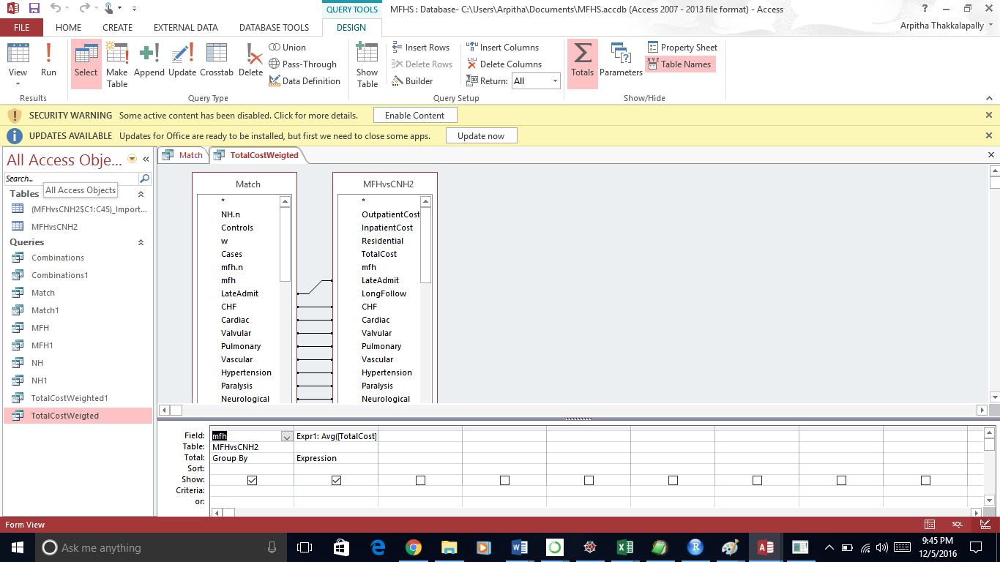 QUERY TOOLS
MFHS : Database- C:\Users\Arpitha\Documents\MFHS.accdb (Access 2007 - 2013 file format) - Access
?
FILE HOME CREATE EXTERNAL DATA DATABASE TOOLS DESIGN
Arpitha Thakkalapally
View Run
Results
Select Make Table Append Update Crosstab Delete
Union
Pass-Through
Data Definition
Query Type
Show Table
Insert Rows
Delete Rows
Builder
Insert Columns
Delete Columns
Return: All
Query Setup
Totals Parameters
Property Sheet
XYZ Table Names
Show/Hide
SECURITY WARNING Some active content has been disabled. Click for more details. Enable Content
UPDATES AVAILABLE Updates for Office are ready to be installed, but first we need to close some apps. Update now
All Access Obje...
Search...
All Access Objects
Tables
(MFHvsCNH2$C1:C45)_Import...
MFHvsCNH2
Queries
Combinations
Combinations1
Match
Match1
MFH
MFH1
NH
NH1
TotalCostWeighted1
TotalCostWeigted
Match TotalCostWeigted
Match
*
NH.n
Controls
w
Cases
mfh.n
mfh
LateAdmit
CHF
Cardiac
Valvular
Pulmonary
Vascular
Hypertension
Paralysis
Neurological
MFHvsCNH2
*
OutpatientCost
InpatientCost
Residential
TotalCost
mfh
LateAdmit
LongFollow
CHF
Cardiac
Valvular
Pulmonary
Vascular
Hypertension
Paralysis
Neurological
Field: mfh Expr1: Avg([TotalCost]
Table: MFHvsCNH2
Total: Group By Expression
Sort:
Show:
Criteria:
or:
Form View
SQL
Ask me anything
9:45 PM
12/5/2016